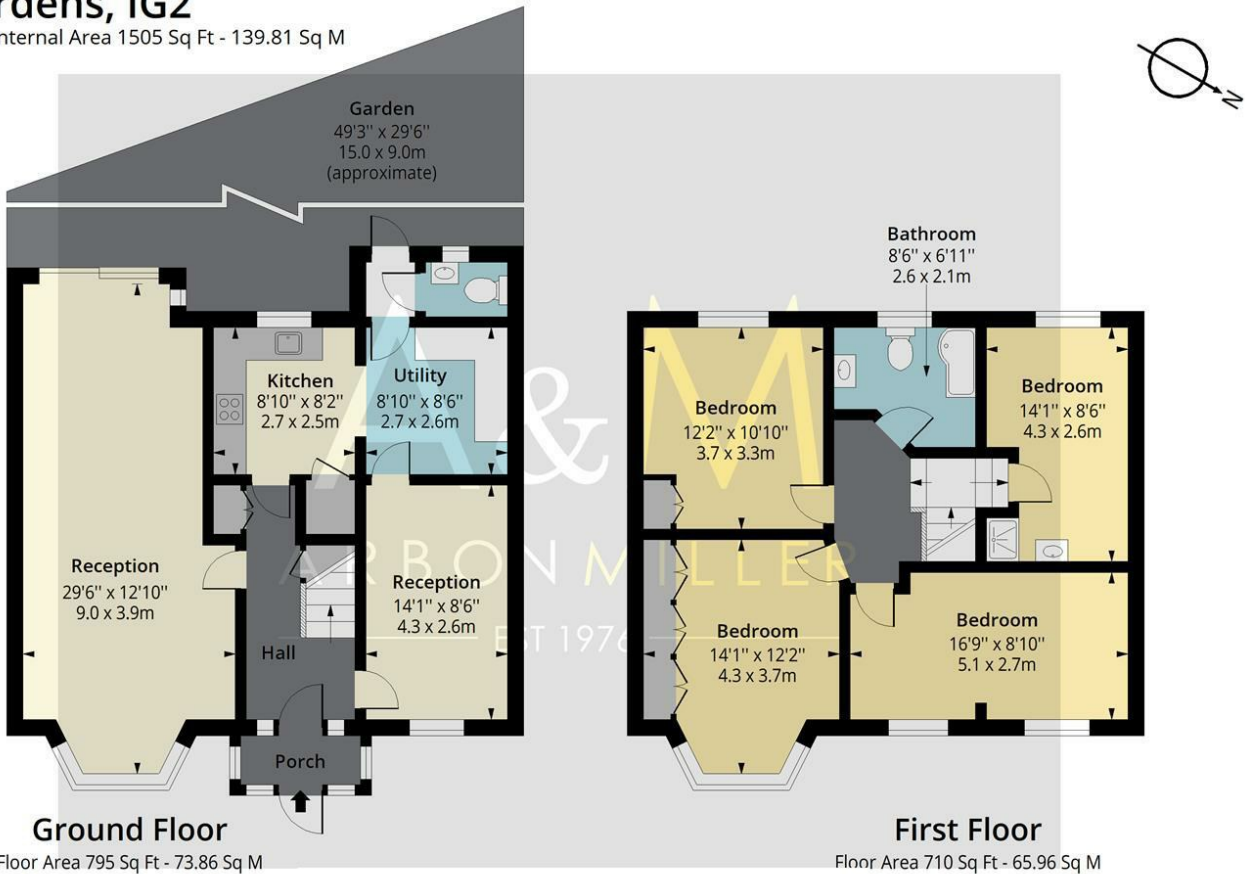 rdens, IG2
nternal Area 1505 Sq Ft - 139.81 Sq M
N
Garden
49'3'' x 29'6''
15.0 x 9.0m
(approximate)
Kitchen
8'10'' x 8'2''
2.7 x 2.5m
Utility
8'10'' x 8'6''
2.7 x 2.6m
Reception
29'6'' x 12'10''
9.0 x 3.9m
Reception
14'1'' x 8'6''
4.3 x 2.6m
Hall
Porch
Ground Floor
Floor Area 795 Sq Ft - 73.86 Sq M
Bathroom
8'6'' x 6'11''
2.6 x 2.1m
Bedroom
12'2'' x 10'10''
3.7 x 3.3m
Bedroom
14'1'' x 8'6''
4.3 x 2.6m
Bedroom
14'1'' x 12'2''
4.3 x 3.7m
Bedroom
16'9'' x 8'10''
5.1 x 2.7m
First Floor
Floor Area 710 Sq Ft - 65.96 Sq M
A&M
ARBON MILLER
EST 1976